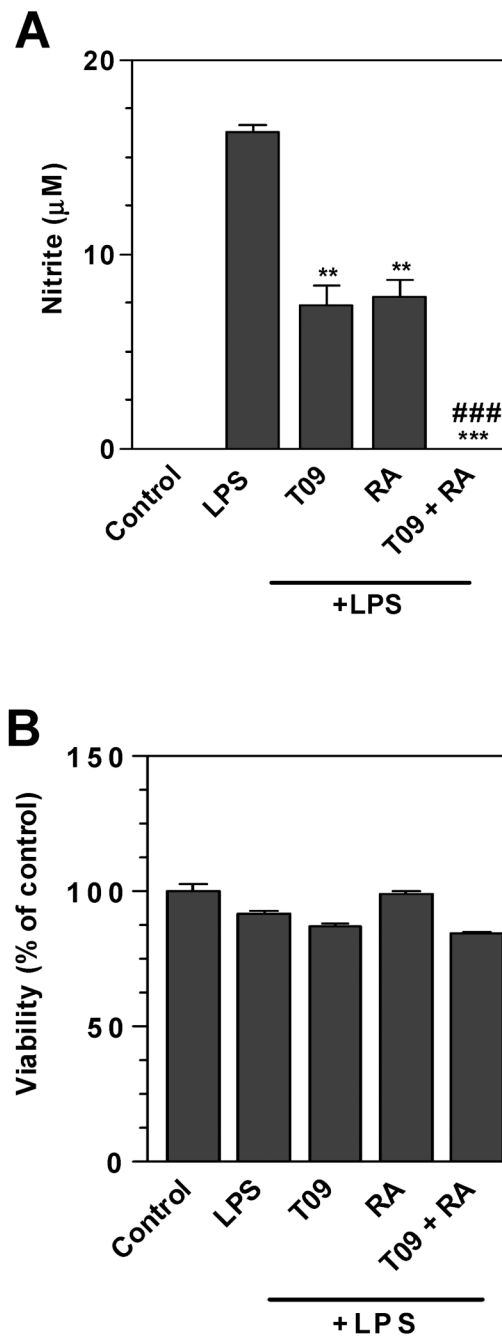 A
Nitrite (μM)
20
10
0
**
**
###
***
Control
LPS
T09
RA
T09 + RA
+LPS
B
Viability (% of control)
150
100
50
0
Control
LPS
T09
RA
T09 + RA
+LPS